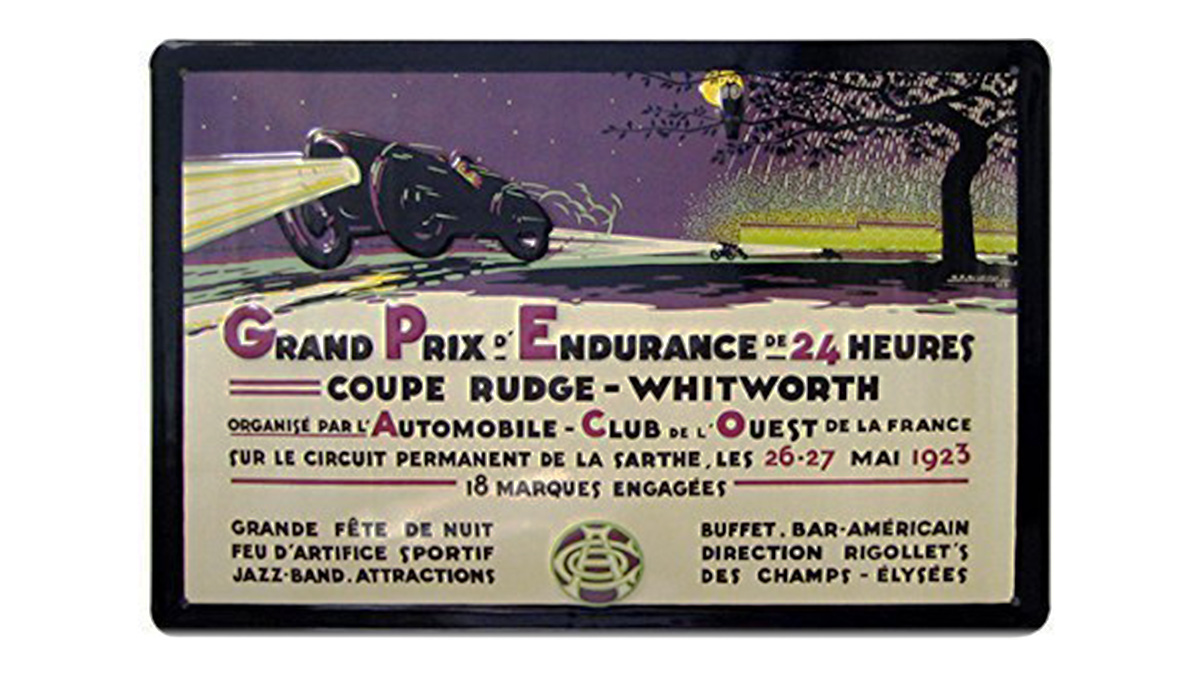 GRAND PRIX D'ENDURANCE DE 24 HEURES
COUPE RUDGE - WHITWORTH
ORGANISÉ PAR L'AUTOMOBILE - CLUB DE L'OUEST DE LA FRANCE
SUR LE CIRCUIT PERMANENT DE LA SARTHE, LES 26-27 MAI 1923
18 MARQUES ENGAGÉES
GRANDE FÊTE DE NUIT
FEU D'ARTIFICE SPORTIF
JAZZ-BAND. ATTRACTIONS
BUFFET. BAR-AMÉRICAIN
DIRECTION RIGOLLET'S
DES CHAMPS - ÉLYSÉES